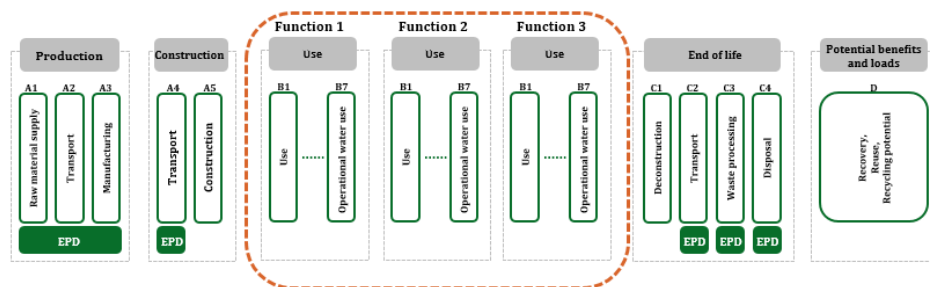 Function 1
Function 2
Function 3
Production
Construction
Use
Use
Use
End of life
Potential benefits
and loads
A1
A2
A3
A4
A5
B1
B7
B1
B7
B1
B7
C1
C2
C3
C4
D
Raw material supply
Transport
Manufacturing
Transport
Construction
Use
Operational water use
Use
Operational water use
Use
Operational water use
Deconstruction
Transport
Waste processing
Disposal
Recovery,
Reuse,
Recycling potential
EPD
EPD
EPD
EPD
EPD